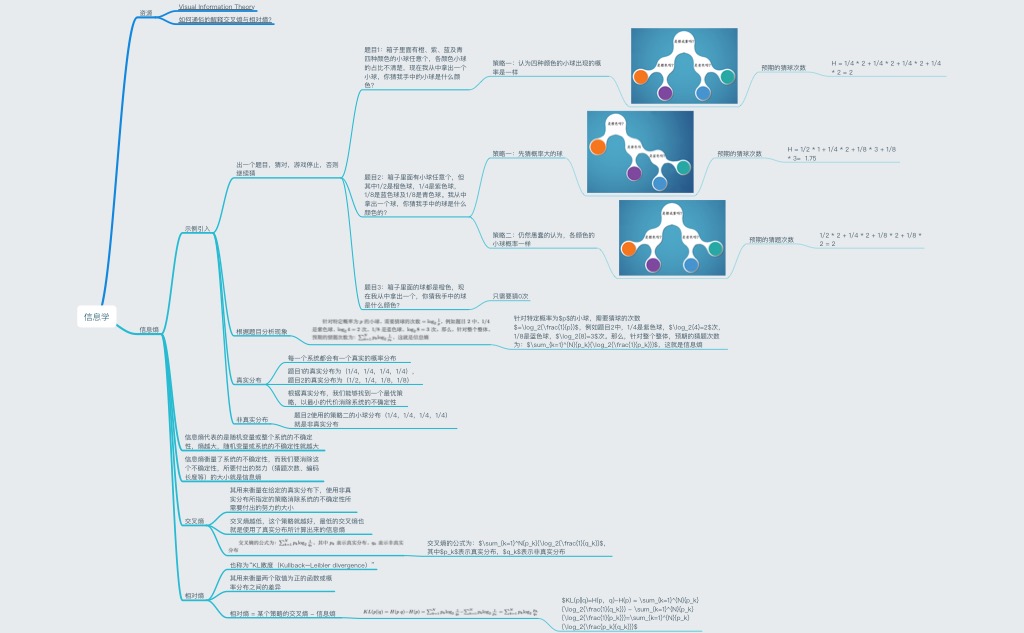 资源
Visual Information Theory
如何通俗的解释交叉熵与相对熵?
信息学
信息熵
示例引入
出一个题目，猜对，游戏停止，否则
继续猜
题目1：箱子里面有橙、紫、蓝及青
四种颜色的小球任意个，各颜色小球
的占比不清楚，现在我从中拿出一个
小球，你猜我手中的小球是什么颜
色?
策略一：认为四种颜色的小球出现的概
率是一样
预期的猜球次数
H = 1/4 * 2 + 1/4 * 2 + 1/4 * 2 + 1/4
* 2 = 2
题目2：箱子里面有小球任意个，但
其中1/2是橙色球，1/4是紫色球，
1/8是蓝色球及1/8是青色球。我从中
拿出一个球，你猜我手中的球是什么
颜色的?
策略一：先猜概率大的球
预期的猜球次数
H = 1/2 * 1 + 1/4 * 2 + 1/8 * 3 + 1/8
* 3= 1.75
策略二：仍然愚蠢的认为，各颜色的
小球概率一样
预期的猜题次数
1/2 * 2 + 1/4 * 2 + 1/8 * 2 + 1/8 *
2 = 2
题目3：箱子里面的球都是橙色，现
在我从中拿出一个，你猜我手中的球
是什么颜色?
只需要猜0次
根据题目分析现象
针对特定概率为$p$的小球，需要猜球的次数
$=\log_2{\frac{1}{p}}$，例如题目2中，1/4是紫色球，$\log_2{4}=2$次，
1/8是蓝色球，$\log_2{8}=3$次，那么，针对整个整体，预期的猜题次数
为：$\sum_{k=1}^{N}{p_k}{\log_2{\frac{1}{p_k}}}$，这就是信息熵
真实分布
每一个系统都会有一个真实的概率分布
题目1的真实分布为（1/4，1/4，1/4，1/4），
题目2的真实分布为（1/2，1/4，1/8，1/8）
根据真实分布，我们能够找到一个最优策
略，以最小的代价消除系统的不确定性
非真实分布
题目2使用的策略二的小球分布（1/4，1/4，1/4，1/4）
就是非真实分布
信息熵代表的是随机变量或整个系统的不确定
性，熵越大，随机变量或系统的不确定性就越大
信息熵衡量了系统的不确定性，而我们要消除这
个不确定性，所要付出的努力（猜题次数、编码
长度等）的大小就是信息熵
交叉熵
其用来衡量在给定的真实分布下，使用非真
实分布所指定的策略消除系统的不确定性所
需要付出的努力的大小
交叉熵越低，这个策略就越好，最低的交叉熵也
就是使用了真实分布所计算出来的信息熵
交叉熵的公式为：$\sum_{k=1}^N{p_k}{\log_2{\frac{1}{q_k}}}$，
其中$p_k$表示真实分布，$q_k$表示非真实分布
相对熵
也称为“KL散度（Kullback—Leibler divergence）”
其用来衡量两个取值为正的函数或概
率分布之间的差异
相对熵 = 某个策略的交叉熵 - 信息熵
$KL(p||q)=H(p，q)-H(p) = \sum_{k=1}^{N}{p_k}
{\log_2{\frac{1}{q_k}}} - \sum_{k=1}^{N}{p_k}
{\log_2{\frac{1}{p_k}}}=\sum_{k=1}^{N}{p_k}
{\log_2{\frac{p_k}{q_k}}}$